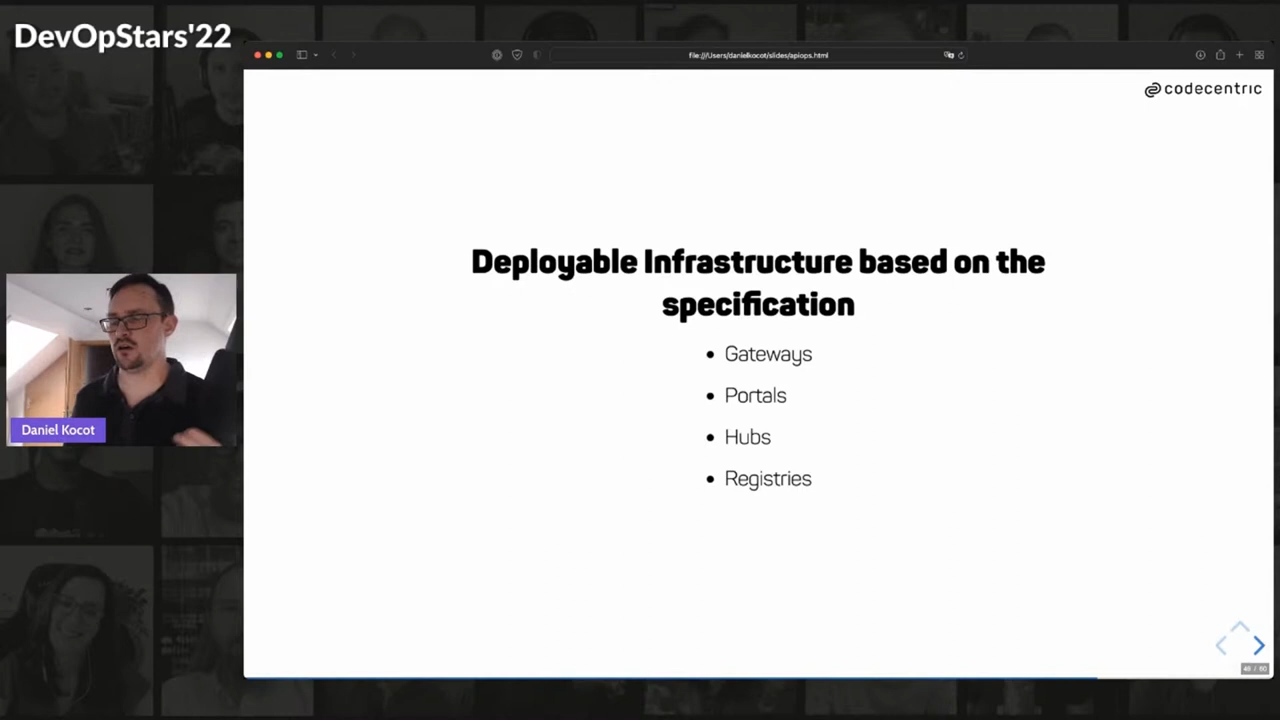 DevOpStars'22
file:///Users/danielkocot/slides/apiops.html
codecentric
Deployable Infrastructure based on the
specification
• Gateways
• Portals
• Hubs
• Registries
Daniel Kocot